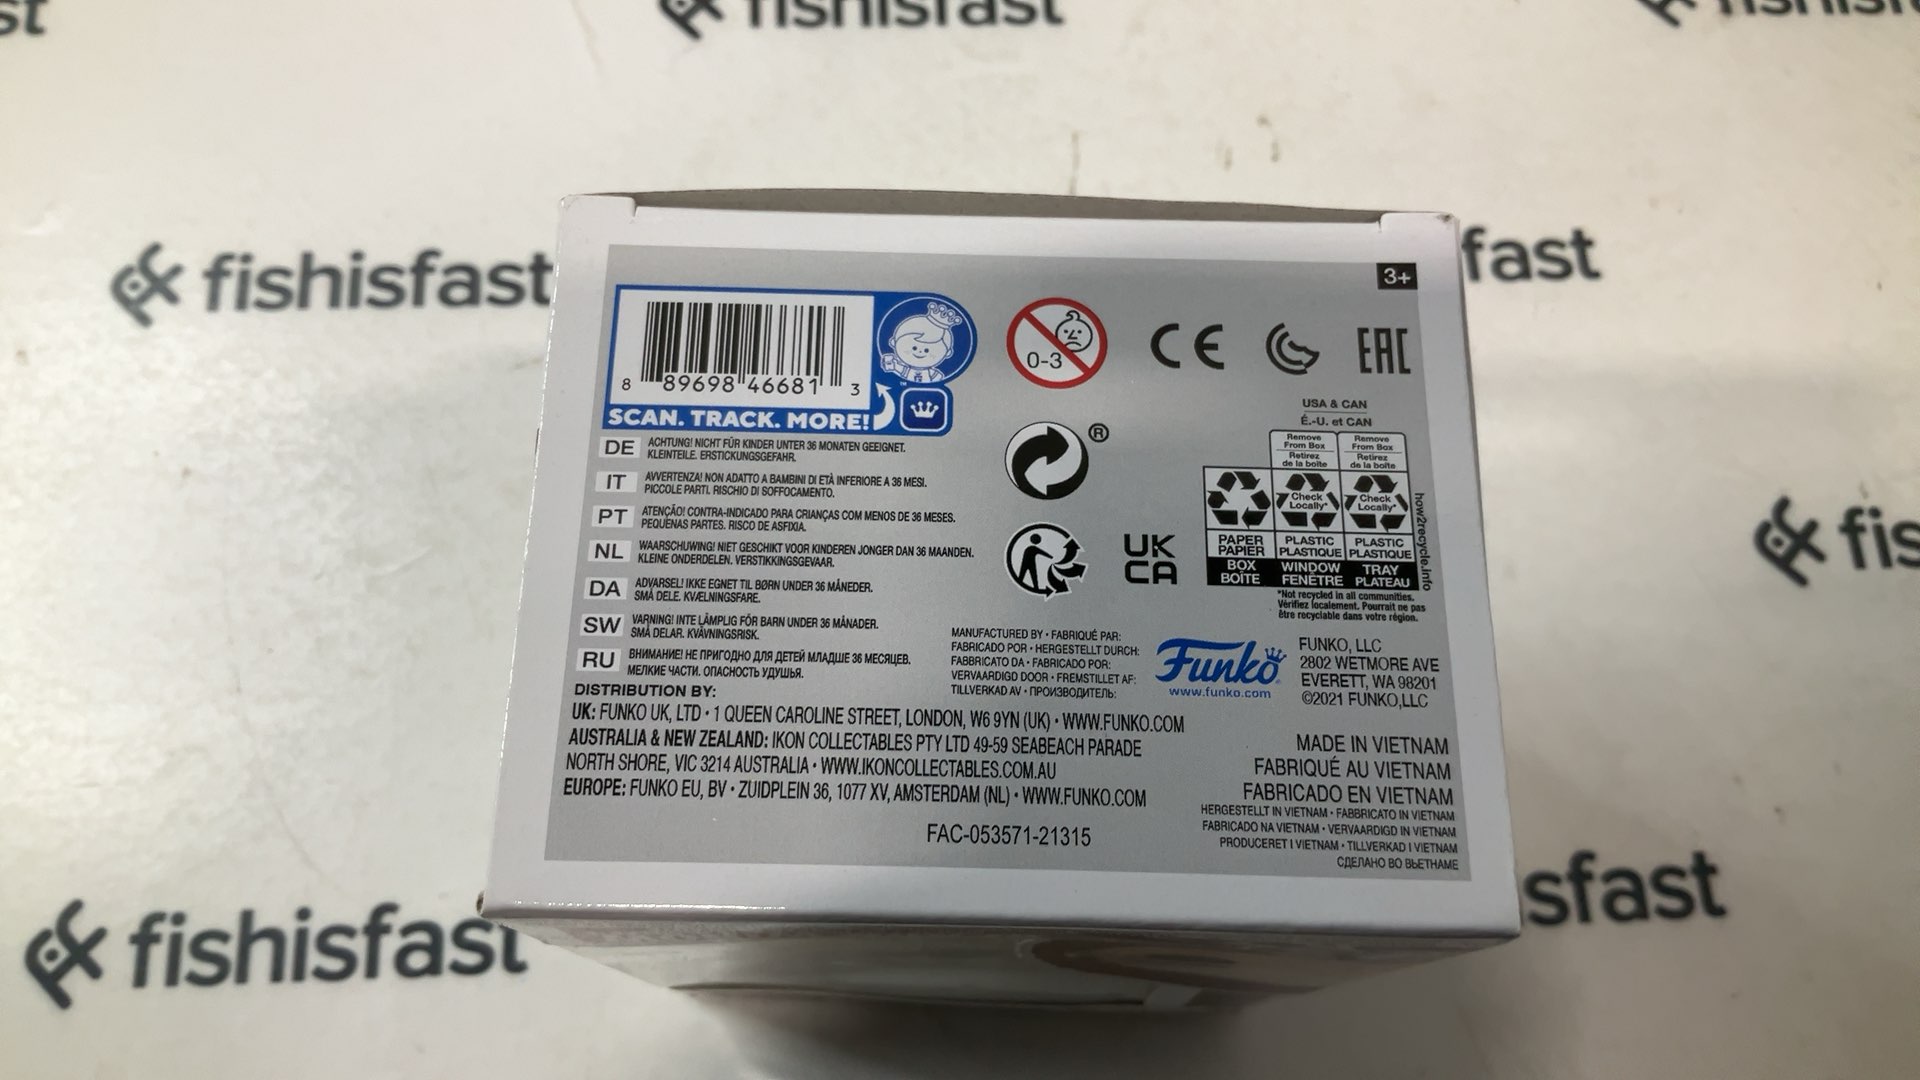 st
fishisfast
fishisfast
fishisfast
fast
3+
8 89698 46681 3
SCAN. TRACK. MORE!
™
0-3
CE
EAC
DE ACHTUNG! NICHT FÜR KINDER UNTER 36 MONATEN GEEIGNET.
KLEINTEILE. ERSTICKUNGSGEFAHR.
IT AVVERTENZA! NON ADATTO A BAMBINI DI ETÀ INFERIORE A 36 MESI.
PICCOLE PARTI. RISCHIO DI SOFFOCAMENTO.
PT ATENÇÃO! CONTRA-INDICADO PARA CRIANÇAS COM MENOS DE 36 MESES.
PEQUENAS PARTES. RISCO DE ASFIXIA.
NL WAARSCHUWING! NIET GESCHIKT VOOR KINDEREN JONGER DAN 36 MAANDEN.
KLEINE ONDERDELEN. VERSTIKKINGSGEVAAR.
DA ADVARSEL! IKKE EGNET TIL BØRN UNDER 36 MÅNEDER.
SMÅ DELE. KVÆLNINGSFARE.
SW VARNING! INTE LÄMPLIG FÖR BARN UNDER 36 MÅNADER.
SMÅ DELAR. KVÄVNINGSRISK.
RU ВНИМАНИЕ! НЕ ПРИГОДНО ДЛЯ ДЕТЕЙ МЛАДШЕ 36 МЕСЯЦЕВ.
МЕЛКИЕ ЧАСТИ. ОПАСНОСТЬ УДУШЬЯ.
®
UK
CA
USA & CAN
É.-U. et CAN
Remove From Box
Retirez de la boîte
Remove From Box
Retirez de la boîte
Check Locally*
Check Locally*
PAPER PAPIER
PLASTIC PLASTIQUE
PLASTIC PLASTIQUE
BOX BOÎTE
WINDOW FENÊTRE
TRAY PLATEAU
how2recycle.info
*Not recycled in all communities.
Vérifiez localement. Pourrait ne pas
être recyclable dans votre région.
MANUFACTURED BY • FABRIQUÉ PAR:
FABRICADO POR • HERGESTELLT DURCH:
FABBRICATO DA • FABRICADO POR:
VERVAARDIGD DOOR • FREMSTILLET AF:
TILLVERKAD AV • ПРОИЗВОДИТЕЛЬ:
Funko
www.funko.com
FUNKO, LLC
2802 WETMORE AVE
EVERETT, WA 98201
©2021 FUNKO,LLC
DISTRIBUTION BY:
UK: FUNKO UK, LTD • 1 QUEEN CAROLINE STREET, LONDON, W6 9YN (UK) • WWW.FUNKO.COM
AUSTRALIA & NEW ZEALAND: IKON COLLECTABLES PTY LTD 49-59 SEABEACH PARADE
NORTH SHORE, VIC 3214 AUSTRALIA • WWW.IKONCOLLECTABLES.COM.AU
EUROPE: FUNKO EU, BV • ZUIDPLEIN 36, 1077 XV, AMSTERDAM (NL) • WWW.FUNKO.COM
FAC-053571-21315
MADE IN VIETNAM
FABRIQUÉ AU VIETNAM
FABRICADO EN VIETNAM
HERGESTELLT IN VIETNAM • FABBRICATO IN VIETNAM
FABRICADO NA VIETNAM • VERVAARDIGD IN VIETNAM
PRODUCERET I VIETNAM • TILLVERKAD I VIETNAM
СДЕЛАНО ВО ВЬЕТНАМЕ
fis
fishisfast
sfast